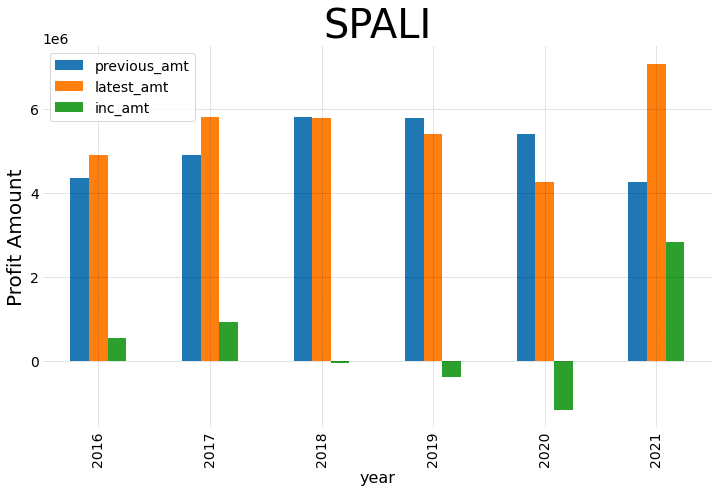 SPALI
1e6
previous_amt
latest_amt
inc_amt
6
4
2
0
Profit Amount
2016
2017
2018
2019
2020
2021
year